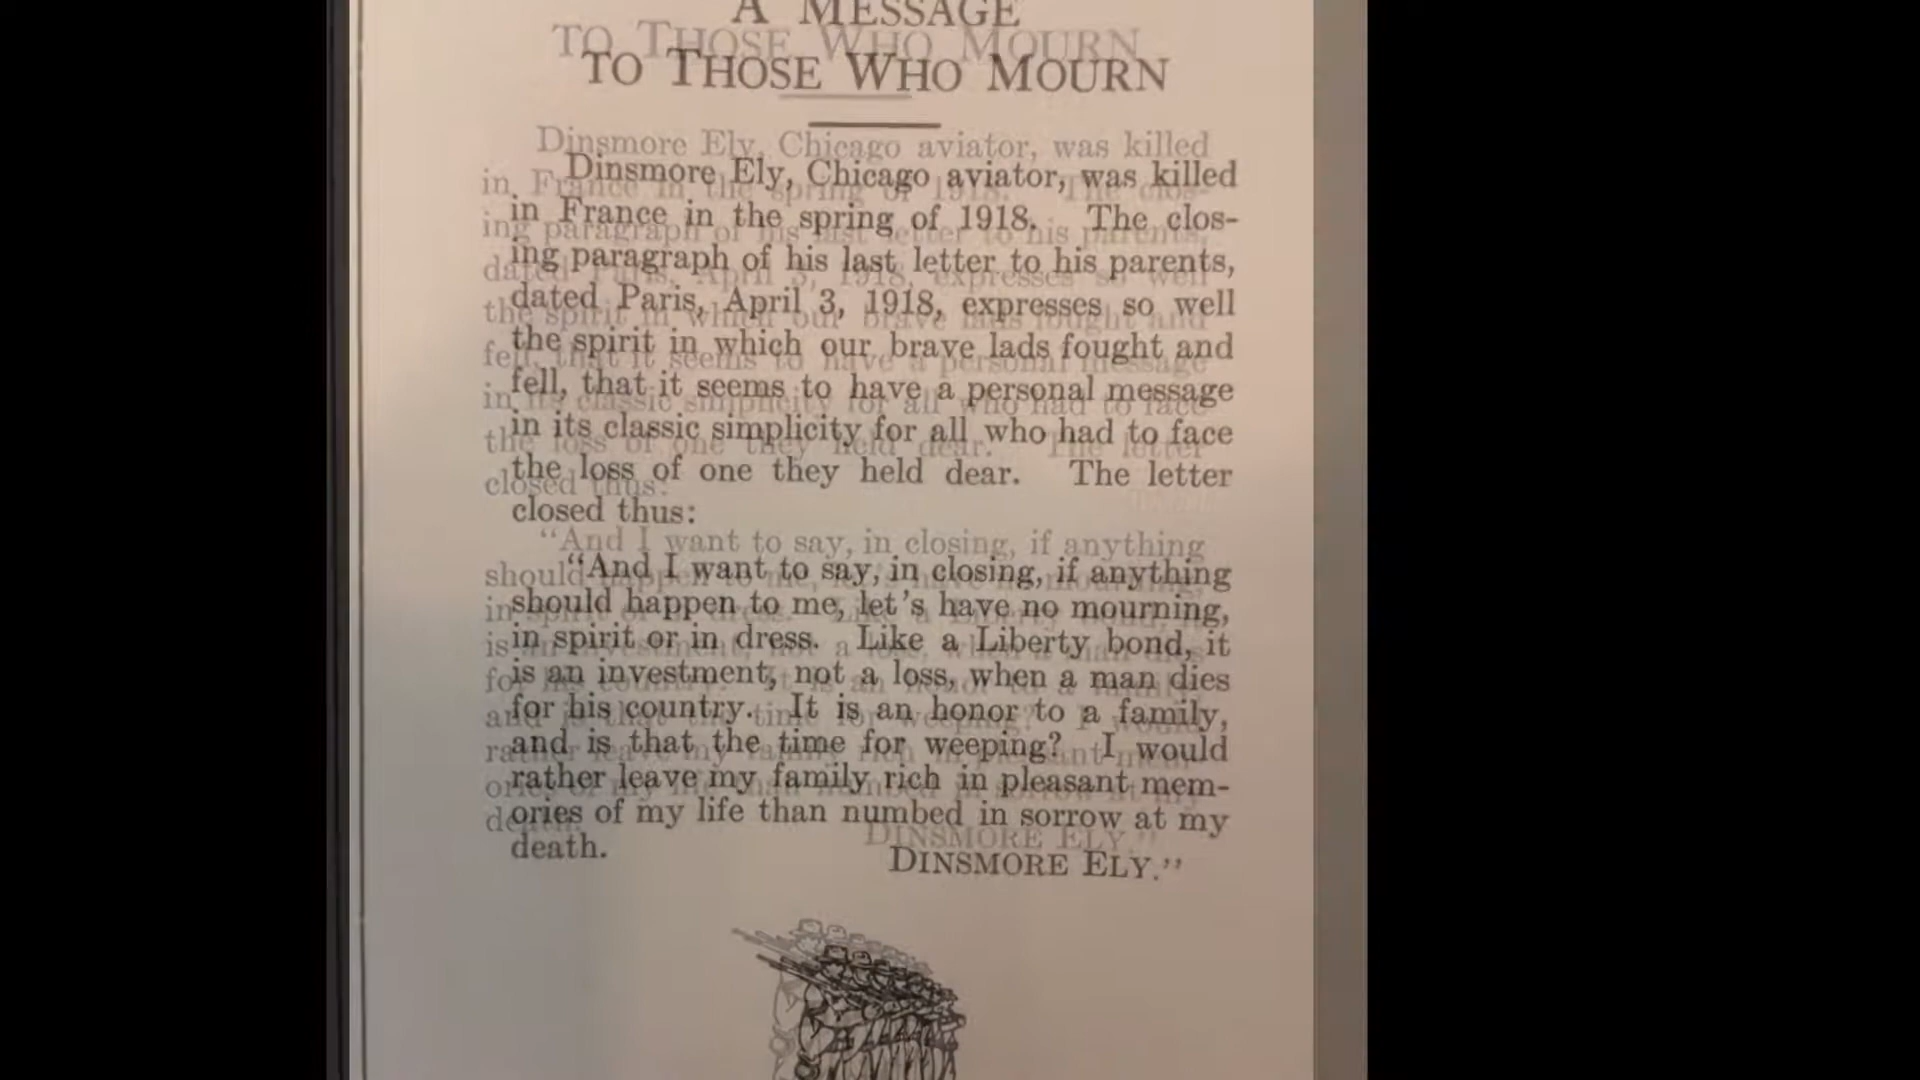 A MESSAGE
TO THOSE WHO MOURN
Dinsmore Ely, Chicago aviator, was killed
in France in the spring of 1918. The clos-
ing paragraph of his last letter to his parents,
dated Paris, April 3, 1918, expresses so well
the spirit in which our brave lads fought and
fell, that it seems to have a personal message
in its classic simplicity for all who had to face
the loss of one they held dear. The letter
closed thus:
"And I want to say, in closing, if anything
should happen to me, let's have no mourning,
in spirit or in dress. Like a Liberty bond, it
is an investment, not a loss, when a man dies
for his country. It is an honor to a family,
and is that the time for weeping? I would
rather leave my family rich in pleasant mem-
ories of my life than numbed in sorrow at my
death.
DINSMORE ELY."